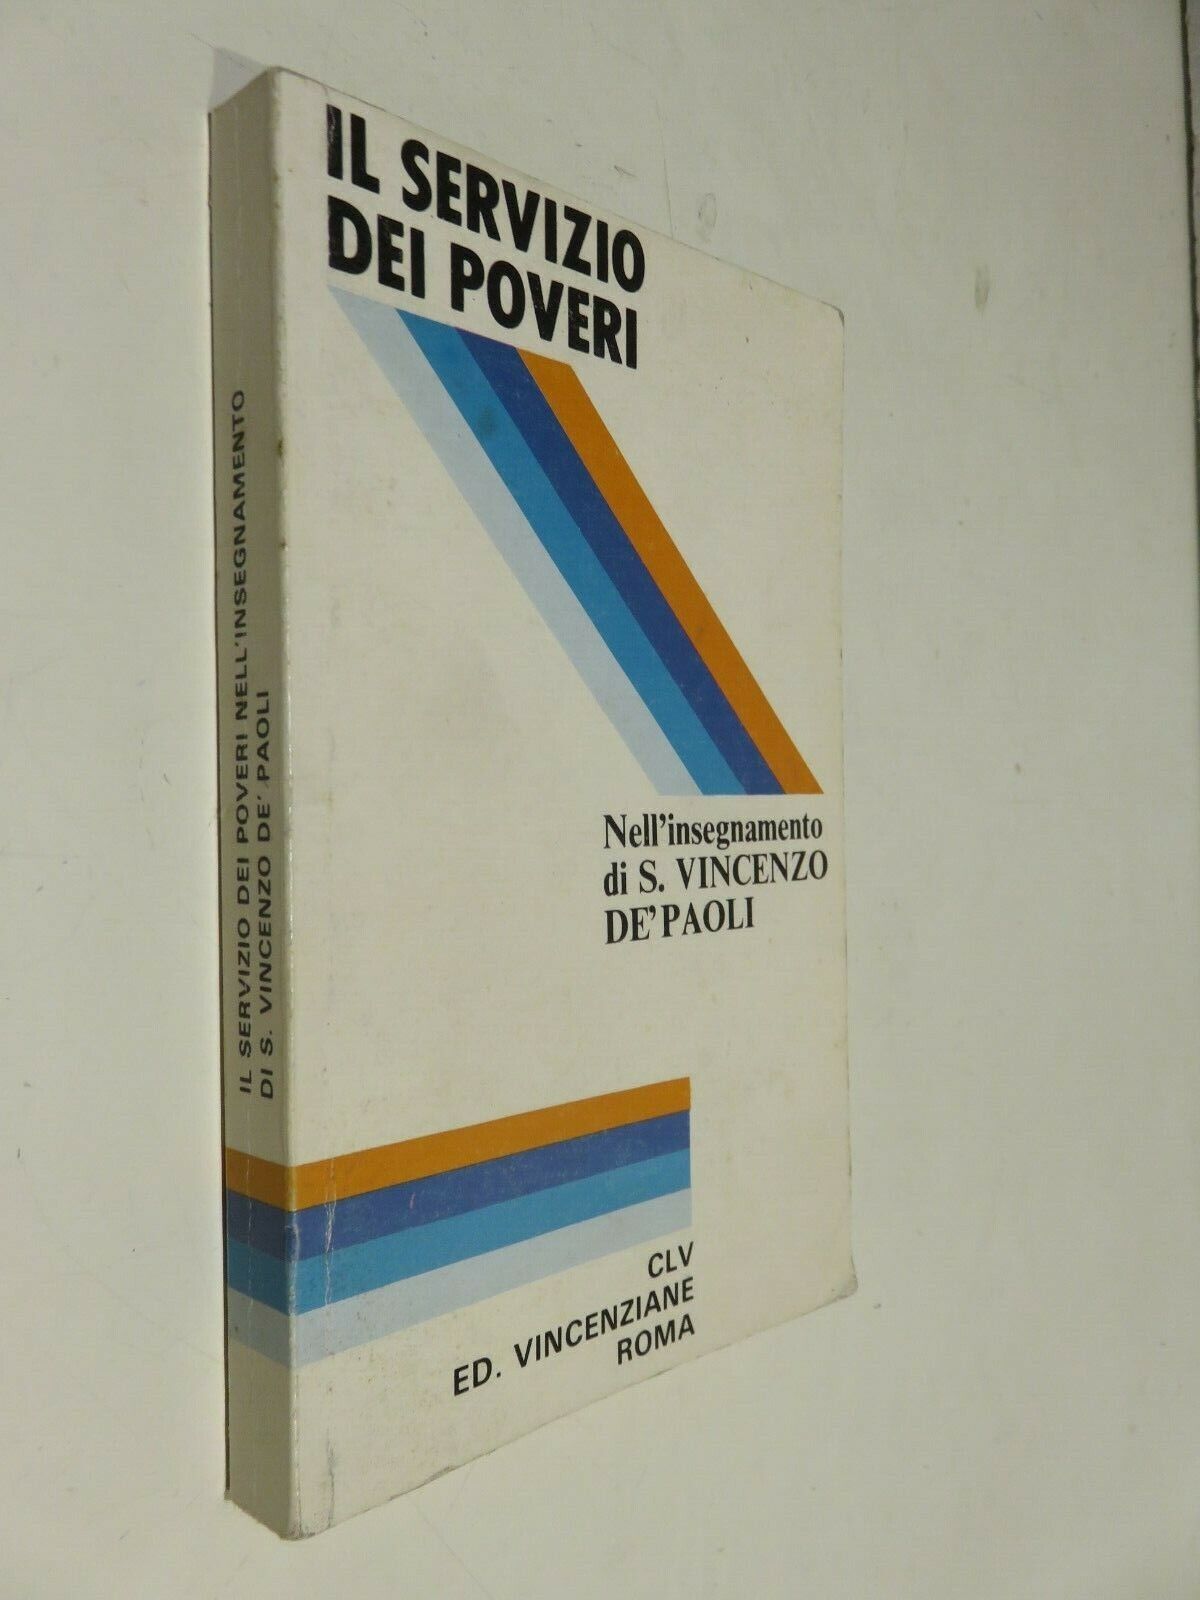 IL SERVIZIO
DEI POVERI
Nell'insegnamento
di S. VINCENZO
DE'PAOLI
CLV
ED. VINCENZIANE
ROMA
IL SERVIZIO DEI POVERI NELL'INSEGNAMENTO
DI S. VINCENZO DE' PAOLI